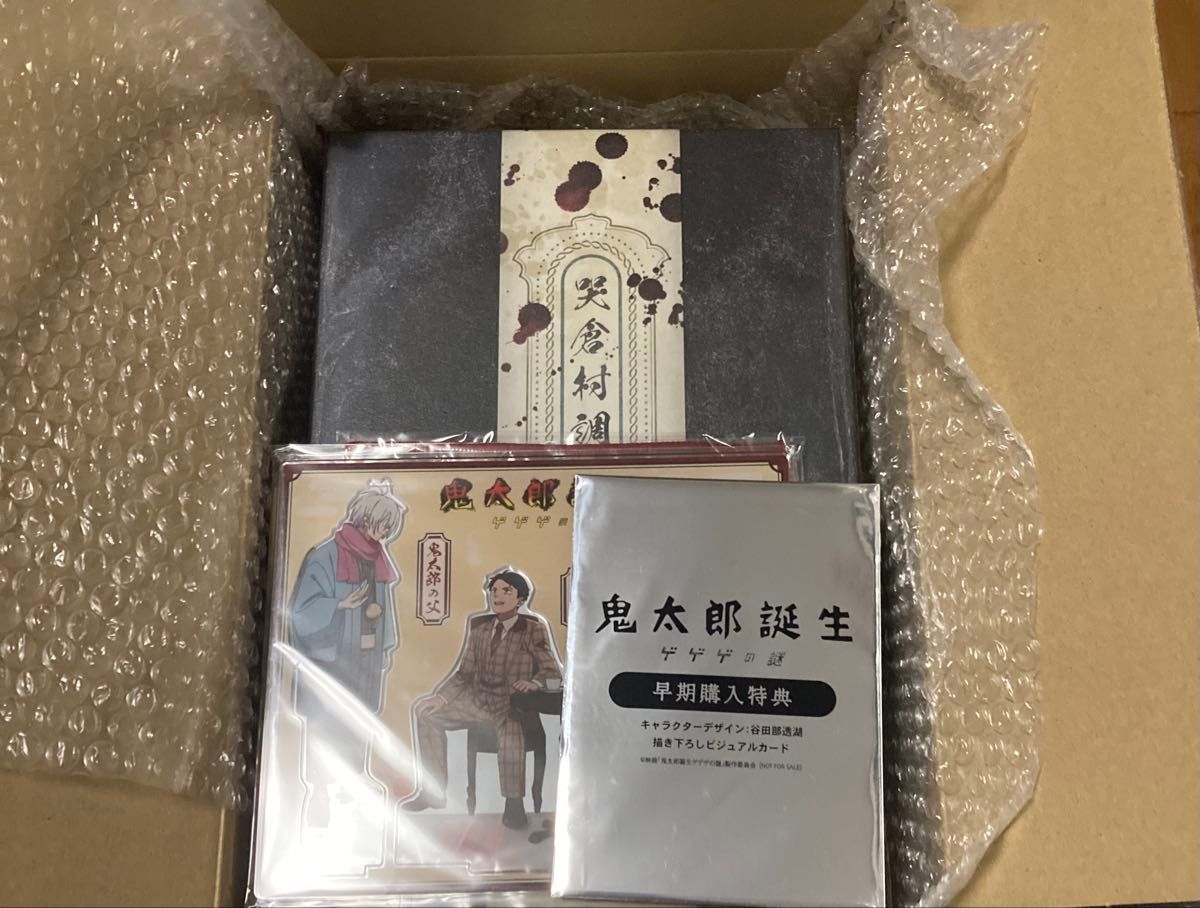 哭倉村調
鬼太郎
ゲゲゲ
鬼太郎の父
鬼太郎誕生
ゲゲゲの謎
早期購入特典
キャラクターデザイン：谷田部透湖
描き下ろしビジュアルカード
©映画「鬼太郎誕生ゲゲゲの謎」製作委員会 [NOT FOR SALE]